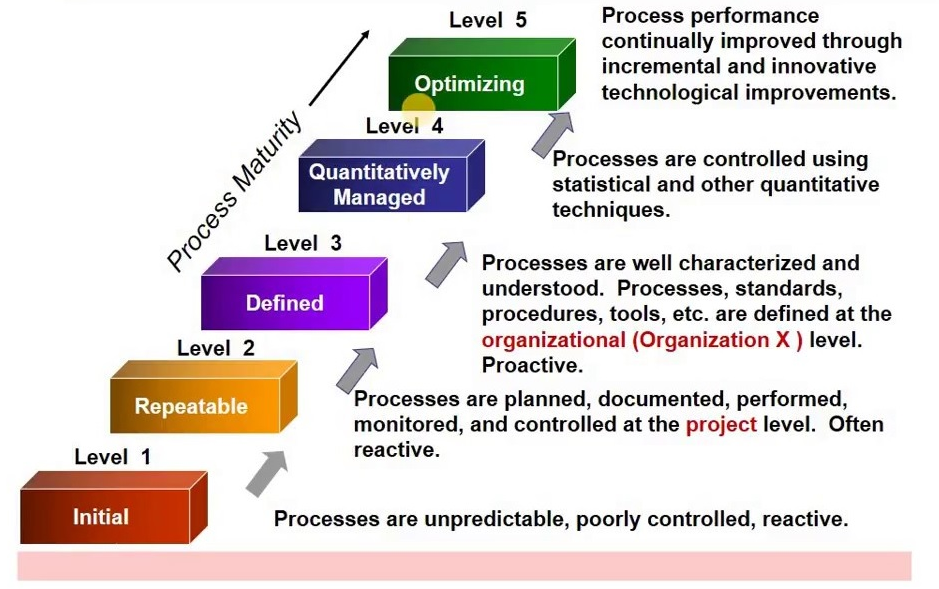 Level 5
Optimizing
Process performance
continually improved through
incremental and innovative
technological improvements.
Process Maturity
Level 4
Quantitatively
Managed
Processes are controlled using
statistical and other quantitative
techniques.
Level 3
Defined
Processes are well characterized and
understood. Processes, standards,
procedures, tools, etc. are defined at the
organizational (Organization X ) level.
Proactive.
Level 2
Repeatable
Processes are planned, documented, performed,
monitored, and controlled at the project level. Often
reactive.
Level 1
Initial
Processes are unpredictable, poorly controlled, reactive.